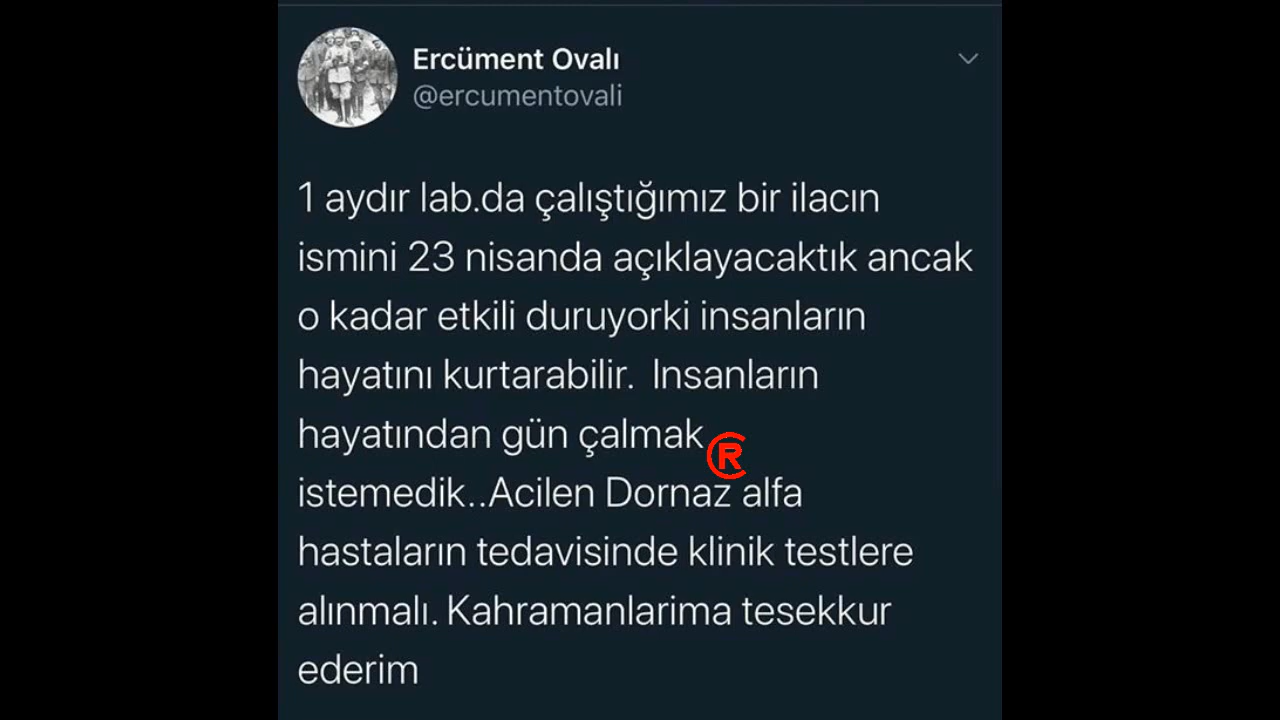 Ercüment Ovalı
@ercumentovali
1 aydır lab.da çalıştığımız bir ilacın
ismini 23 nisanda açıklayacaktık ancak
o kadar etkili duruyorki insanların
hayatını kurtarabilir. Insanların
hayatından gün çalmak
R
istemedik..Acilen Dornaz alfa
hastaların tedavisinde klinik testlere
alınmalı. Kahramanlarima tesekkur
ederim